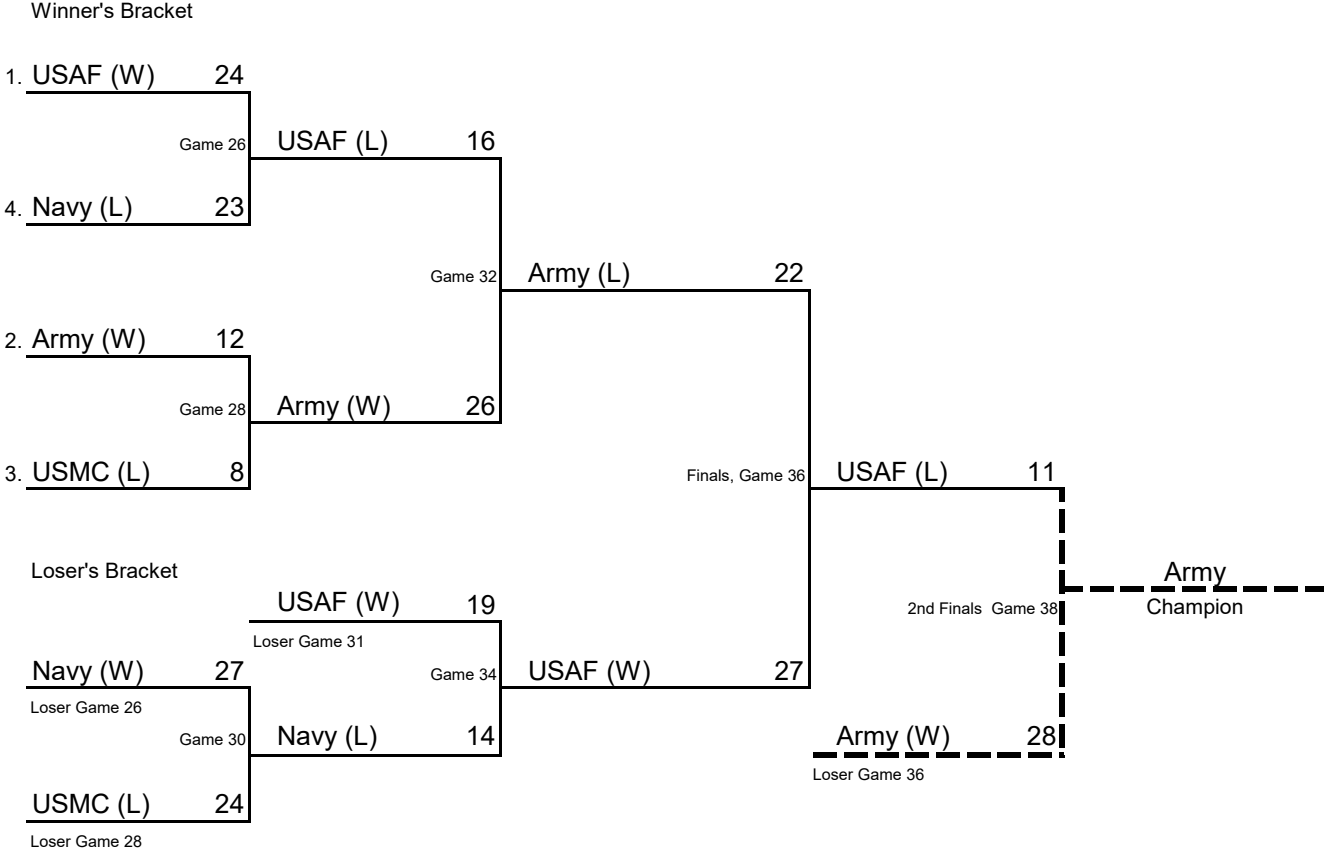 Winner's Bracket
1. USAF (W) 24
Game 26
USAF (L) 16
4. Navy (L) 23
Game 32
Army (L) 22
2. Army (W) 12
Game 28
Army (W) 26
3. USMC (L) 8
Finals, Game 36
USAF (L) 11
Loser's Bracket
Army
Champion
USAF (W) 19
Loser Game 31
2nd Finals Game 38
Navy (W) 27
Loser Game 26
Game 34
USAF (W) 27
Game 30
Navy (L) 14
Army (W) 28
Loser Game 36
USMC (L) 24
Loser Game 28